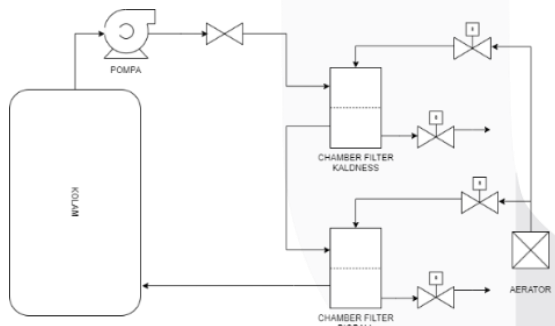 POMPA
KOLAM
CHAMBER FILTER
KALDNESS
AERATOR
CHAMBER FILTER